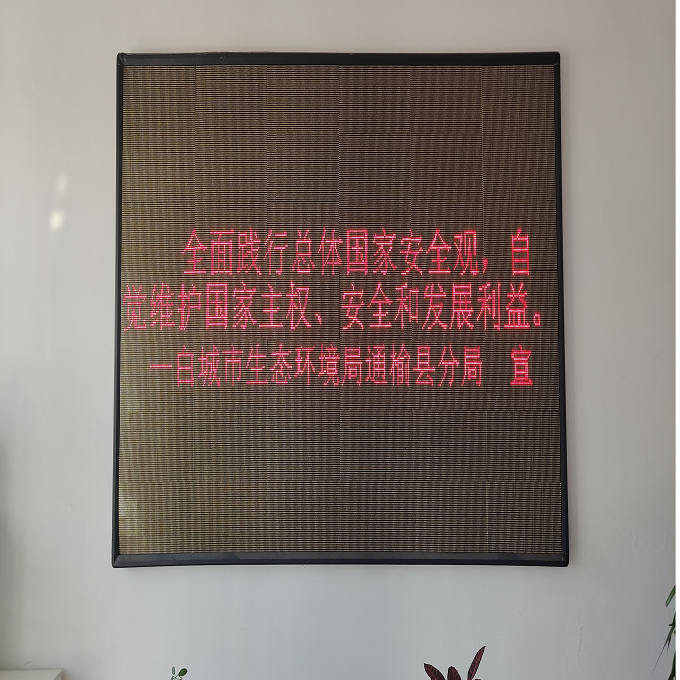 全面践行总体国家安全观，自
觉维护国家主权、安全和发展利益。
—白城市生态环境局通榆县分局 宣